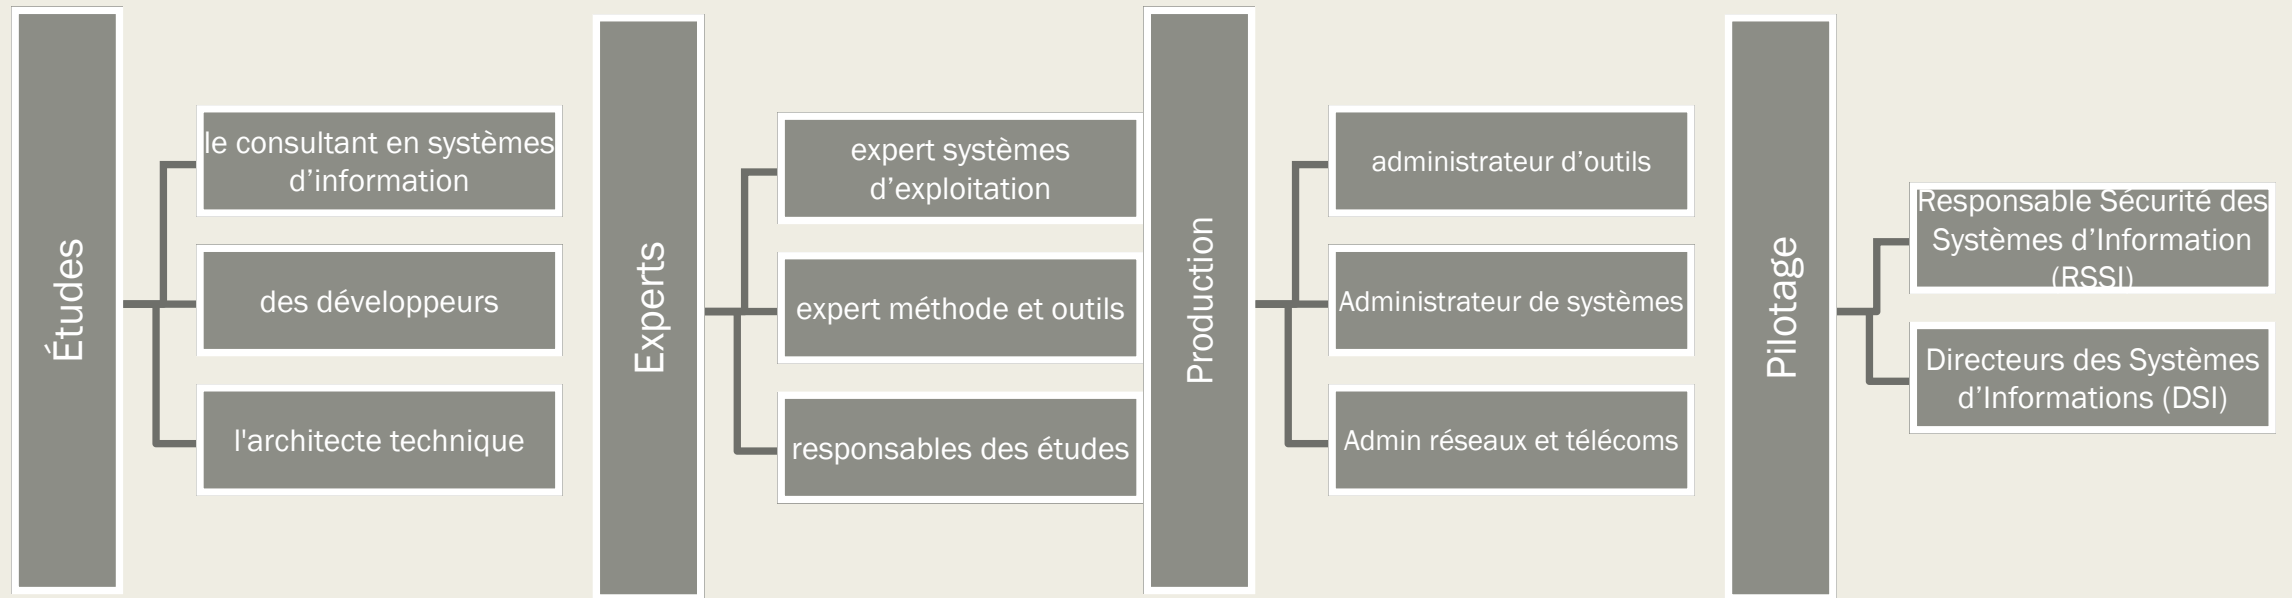 Études
le consultant en systèmes
d’information
des développeurs
l'architecte technique
Experts
expert systèmes
d’exploitation
expert méthode et outils
responsables des études
Production
administrateur d’outils
Administrateur de systèmes
Admin réseaux et télécoms
Pilotage
Responsable Sécurité des
Systèmes d’Information
(RSSI)
Directeurs des Systèmes
d’Informations (DSI)